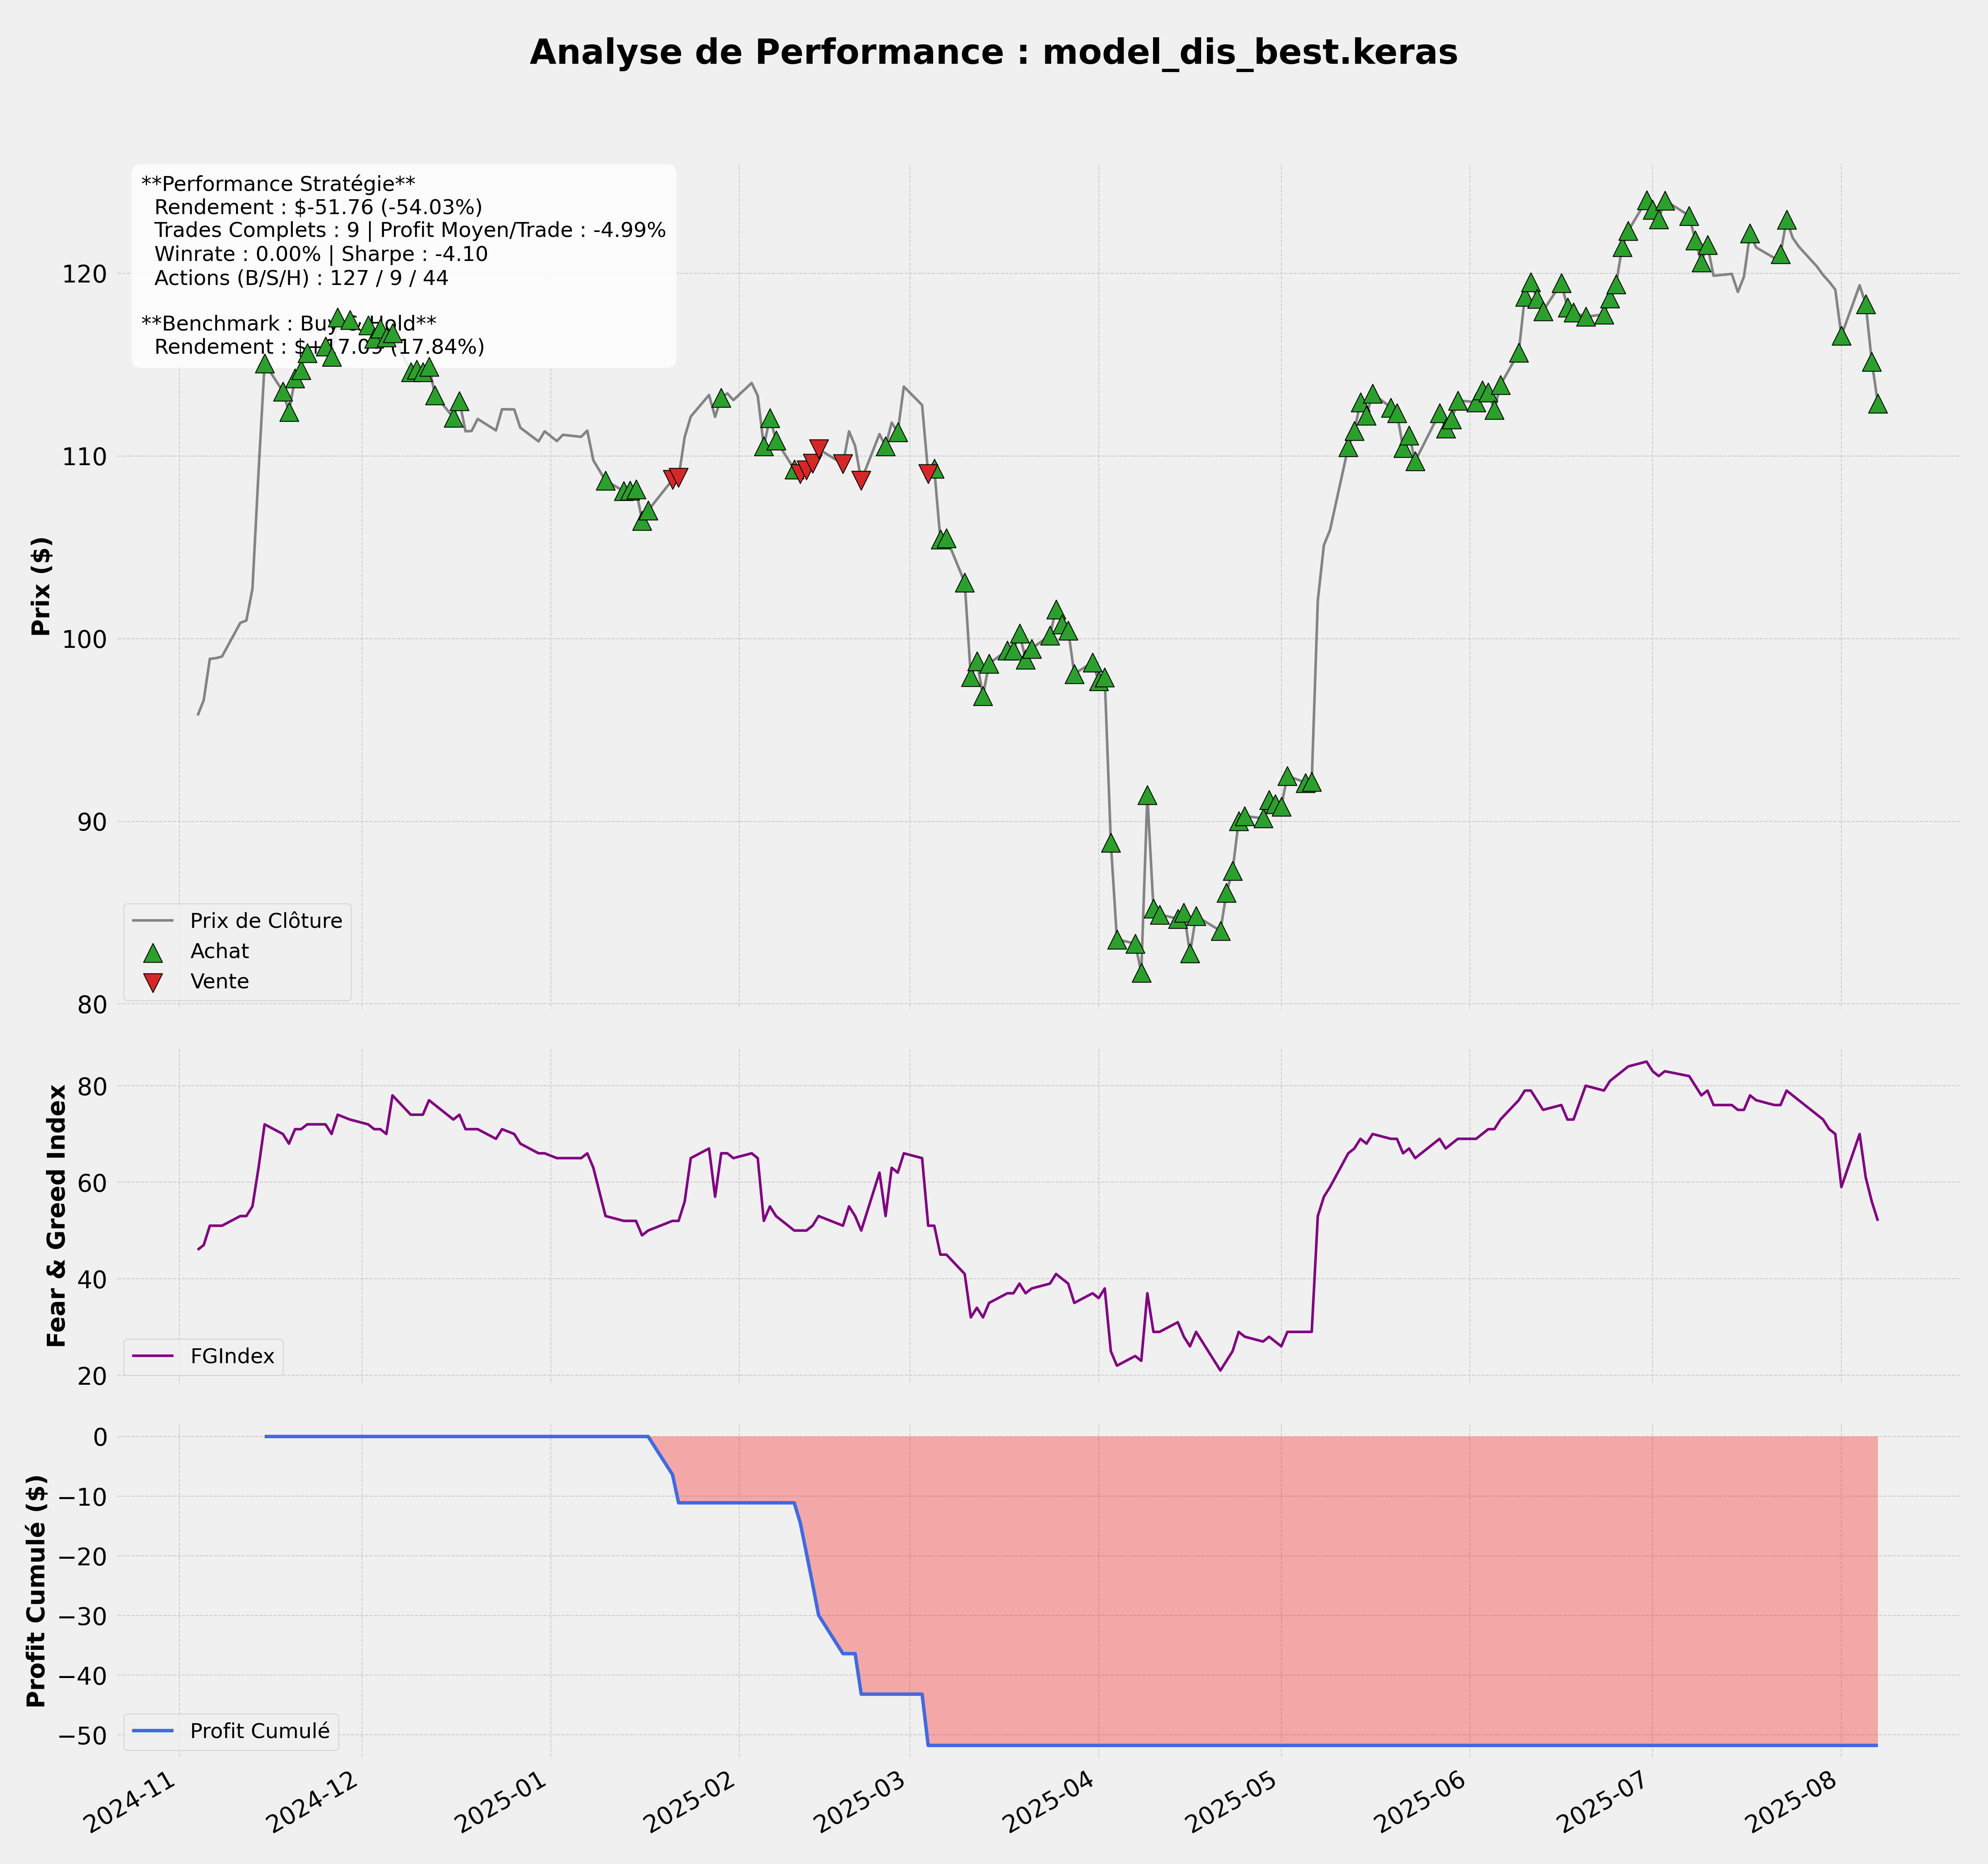 Analyse de Performance : model_dis_best.keras
**Performance Stratégie**
Rendement : $-51.76 (-54.03%)
Trades Complets : 9 | Profit Moyen/Trade : -4.99%
Winrate : 0.00% | Sharpe : -4.10
Actions (B/S/H) : 127 / 9 / 44
**Benchmark : Buy & Hold**
Rendement : (17.84%)
Prix ($)
120
110
100
90
80
Prix de Clôture
Achat
Vente
Fear & Greed Index
80
60
40
20
FGIndex
Profit Cumulé ($)
0
−10
−20
−30
−40
−50
Profit Cumulé
2024-11
2024-12
2025-01
2025-02
2025-03
2025-04
2025-05
2025-06
2025-07
2025-08